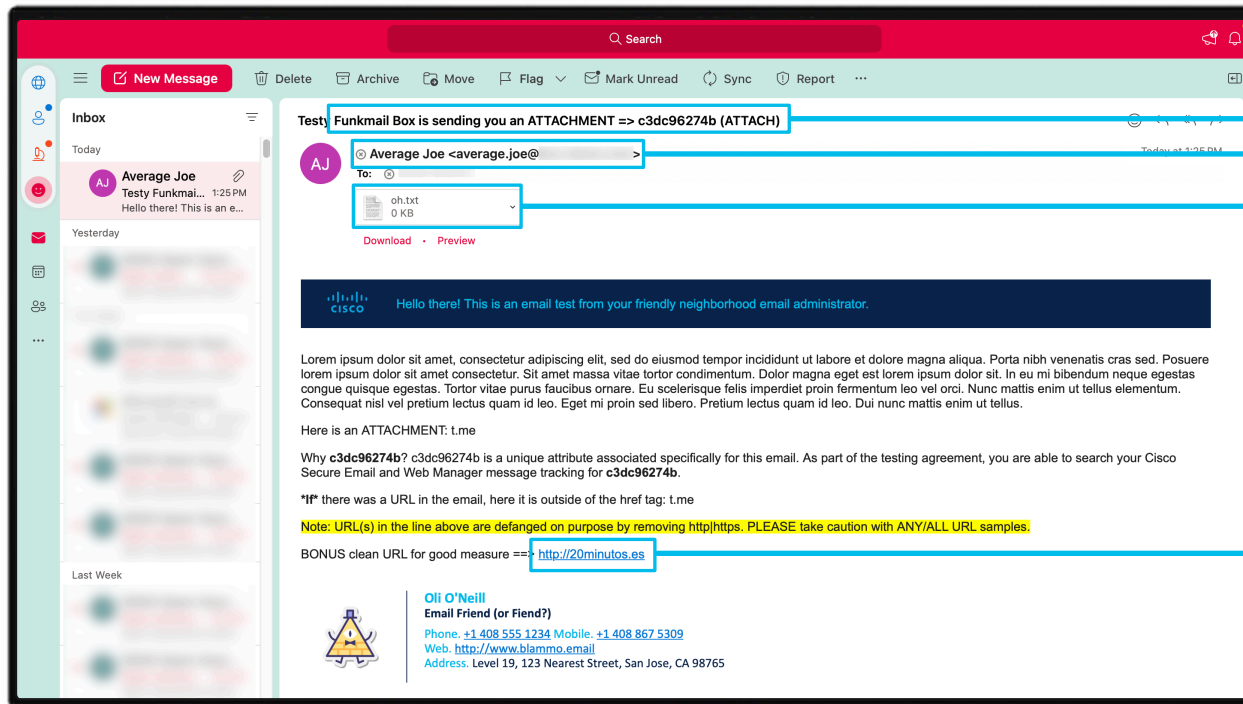 Search
New Message
Delete
Archive
Move
Flag
Mark Unread
Sync
Report
Inbox
Today
AJ
Average Joe
Testy Funkmai... 1:25 PM
Hello there! This is an e...
Yesterday
Last Week
Testy Funkmail Box is sending you an ATTACHMENT => c3dc96274b (ATTACH)
AJ
Average Joe <average.joe@ >
Today at 1:25 PM
To:
oh.txt
0 KB
Download • Preview
CISCO
Hello there! This is an email test from your friendly neighborhood email administrator.
Lorem ipsum dolor sit amet, consectetur adipiscing elit, sed do eiusmod tempor incididunt ut labore et dolore magna aliqua. Porta nibh venenatis cras sed. Posuere
lorem ipsum dolor sit amet consectetur. Sit amet massa vitae tortor condimentum. Dolor magna eget est lorem ipsum dolor sit. In eu mi bibendum neque egestas
congue quisque egestas. Tortor vitae purus faucibus ornare. Eu scelerisque felis imperdiet proin fermentum leo vel orci. Nunc mattis enim ut tellus elementum.
Consequat nisl vel pretium lectus quam id leo. Eget mi proin sed libero. Pretium lectus quam id leo. Dui nunc mattis enim ut tellus.
Here is an ATTACHMENT: t.me
Why c3dc96274b? c3dc96274b is a unique attribute associated specifically for this email. As part of the testing agreement, you are able to search your Cisco
Secure Email and Web Manager message tracking for c3dc96274b.
*If* there was a URL in the email, here it is outside of the href tag: t.me
Note: URL(s) in the line above are defanged on purpose by removing http|https. PLEASE take caution with ANY/ALL URL samples.
BONUS clean URL for good measure ==> http://20minutos.es
Oli O'Neill
Email Friend (or Fiend?)
Phone. +1 408 555 1234 Mobile. +1 408 867 5309
Web. http://www.blammo.email
Address. Level 19, 123 Nearest Street, San Jose, CA 98765